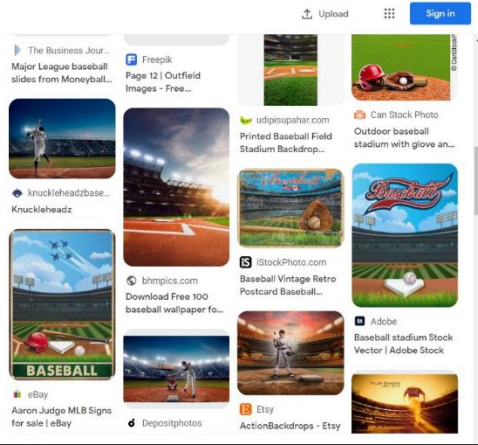 Upload
Sign in
The Business Jour...
Major League baseball
slides from Moneyball...
knuckleheadzbase...
Knuckleheadz
BASEBALL
eBay
Aaron Judge MLB Signs
for sale | eBay
Freepik
Page 12 | Outfield
Images - Free...
bhmpics.com
Download Free 100
baseball wallpaper fo...
Depositphotos
udipisupahar.com
Printed Baseball Field
Stadium Backdrop...
iStockPhoto.com
Baseball Vintage Retro
Postcard Baseball...
Etsy
ActionBackdrops - Etsy
Can Stock Photo
Outdoor baseball
stadium with glove an...
Baseball
Adobe
Baseball stadium Stock
Vector | Adobe Stock